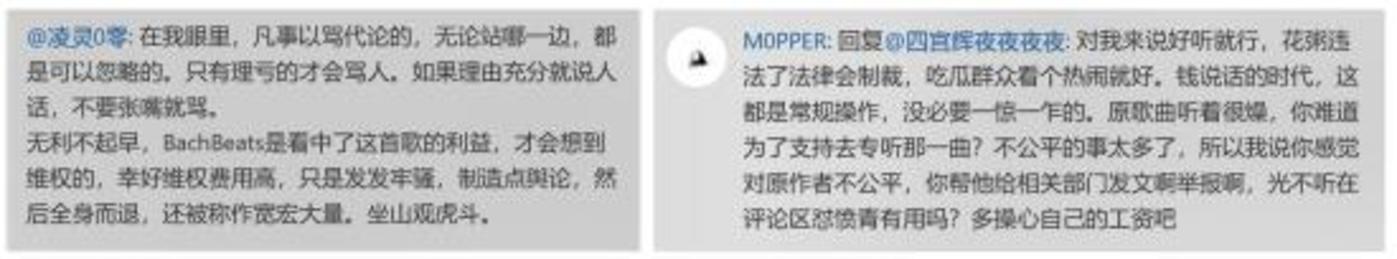 @凌灵0零: 在我眼里，凡事以骂代论的，无论站哪一边，都
是可以忽略的。只有理亏的才会骂人。如果理由充分就说人
话，不要张嘴就骂。
无利不起早，BachBeats是看中了这首歌的利益，才会想到
维权的，幸好维权费用高，只是发发牢骚，制造点舆论，然
后全身而退，还被称作宽宏大量。坐山观虎斗。
M0PPER: 回复@四宫辉夜夜夜夜: 对我来说好听就行，花粥违
法了法律会制裁，吃瓜群众看个热闹就好。钱说话的时代，这
都是常规操作，没必要一惊一乍的。原歌曲听着很燥，你难道
为了支持去专听那一曲？不公平的事太多了，所以我说你感觉
对原作者不公平，你帮他给相关部门发文啊举报啊，光不听在
评论区怼愤青有用吗？多操心自己的工资吧